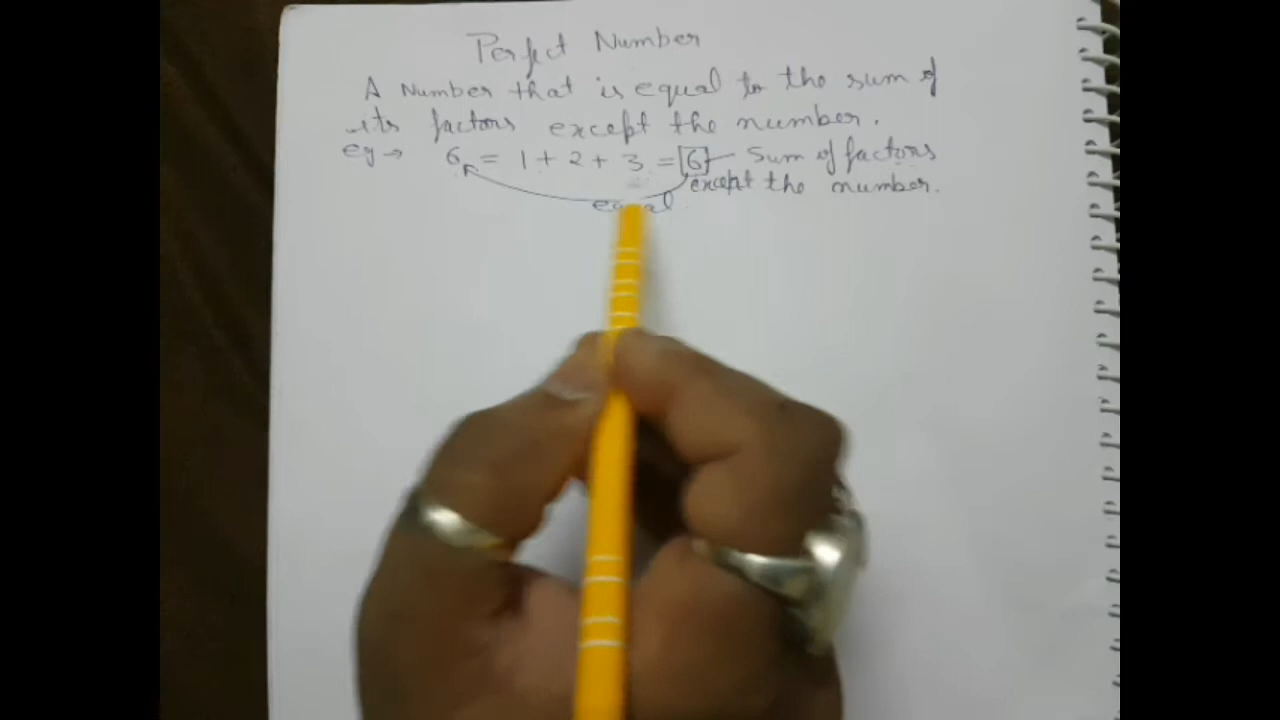 Perfect Number
A Number that is equal to the sum of
its factors except the number.
eg → 6 = 1 + 2 + 3 = 6 — Sum of factors
except the number.
equal